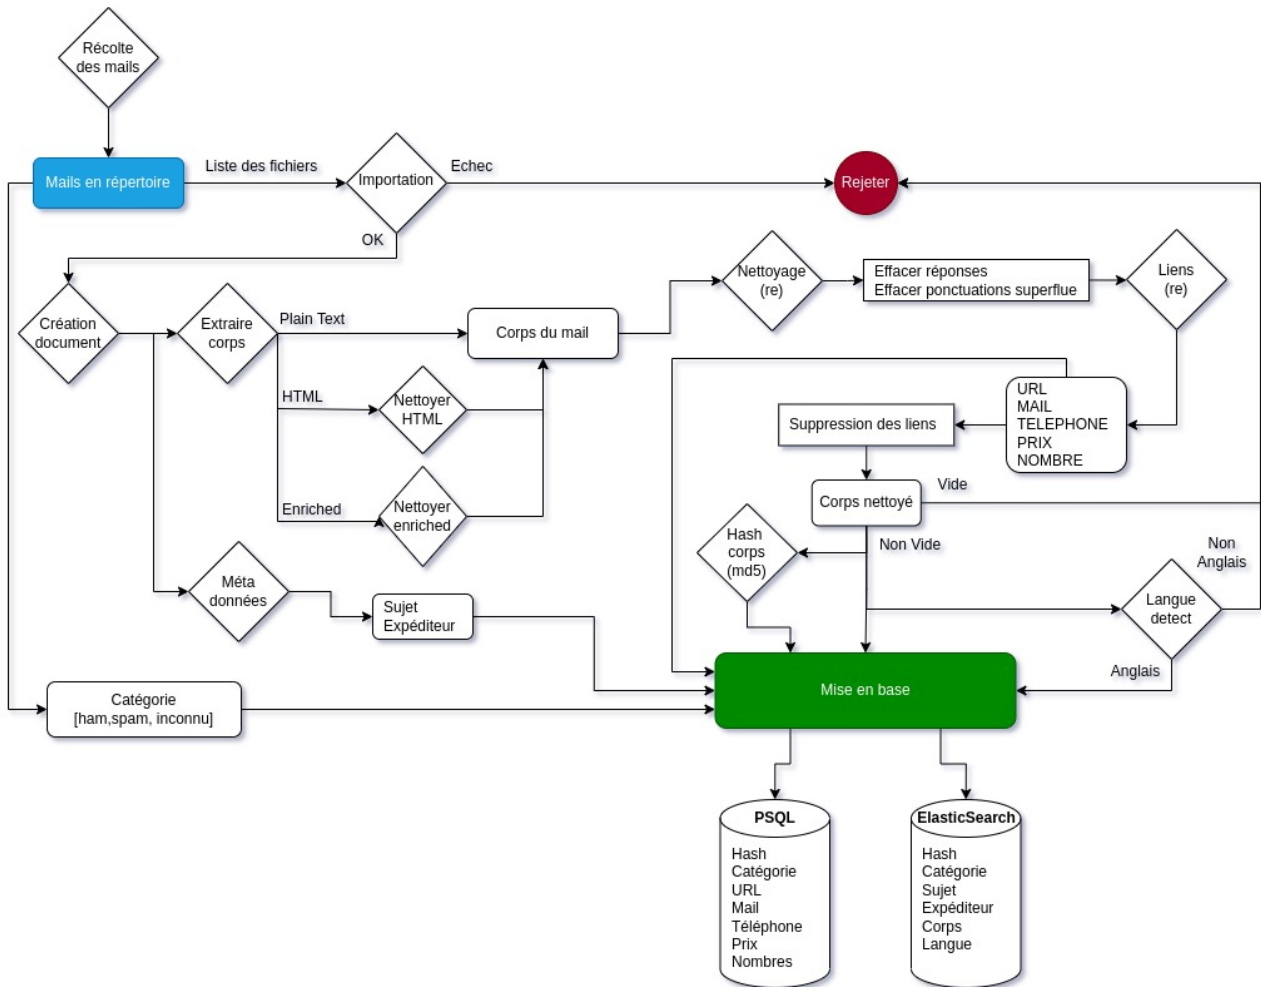 Récolte
des mails
Mails en répertoire
Liste des fichiers
Importation
Echec
Rejeter
OK
Création
document
Extraire
corps
Plain Text
Corps du mail
Nettoyage
(re)
Effacer réponses
Effacer ponctuations superflue
Liens
(re)
HTML
Nettoyer
HTML
URL
MAIL
TELEPHONE
PRIX
NOMBRE
Suppression des liens
Enriched
Nettoyer
enriched
Corps nettoyé
Vide
Hash
corps
(md5)
Non Vide
Non
Anglais
Langue
detect
Méta
données
Sujet
Expéditeur
Anglais
Catégorie
[ham,spam, inconnu]
Mise en base
PSQL
Hash
Catégorie
URL
Mail
Téléphone
Prix
Nombres
ElasticSearch
Hash
Catégorie
Sujet
Expéditeur
Corps
Langue